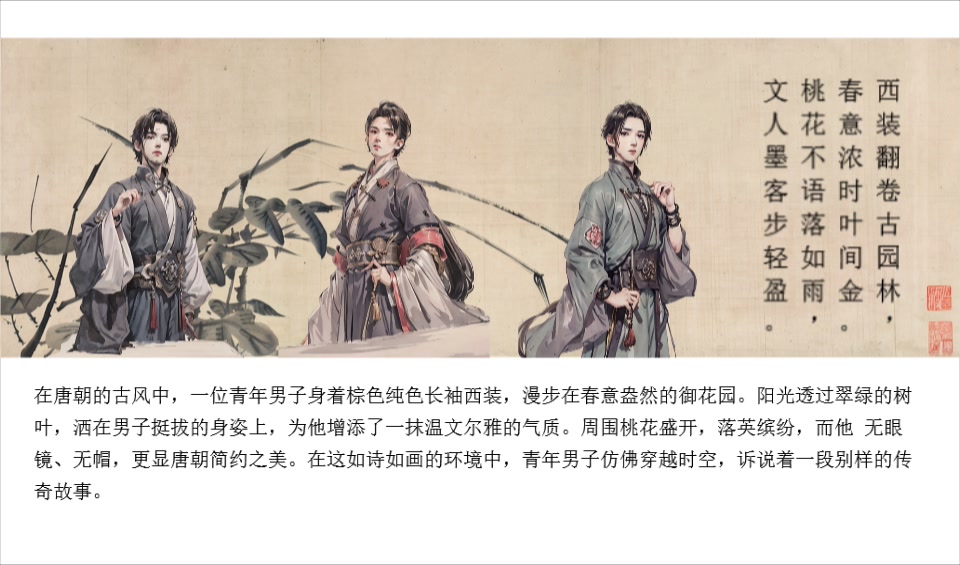 西装翻卷古园林，
春意浓时叶间金。
桃花不语落如雨，
文人墨客步轻盈。
在唐朝的古风中，一位青年男子身着棕色纯色长袖西装，漫步在春意盎然的御花园。阳光透过翠绿的树
叶，洒在男子挺拔的身姿上，为他增添了一抹温文尔雅的气质。周围桃花盛开，落英缤纷，而他 无眼
镜、无帽，更显唐朝简约之美。在这如诗如画的环境中，青年男子仿佛穿越时空，诉说着一段别样的传
奇故事。